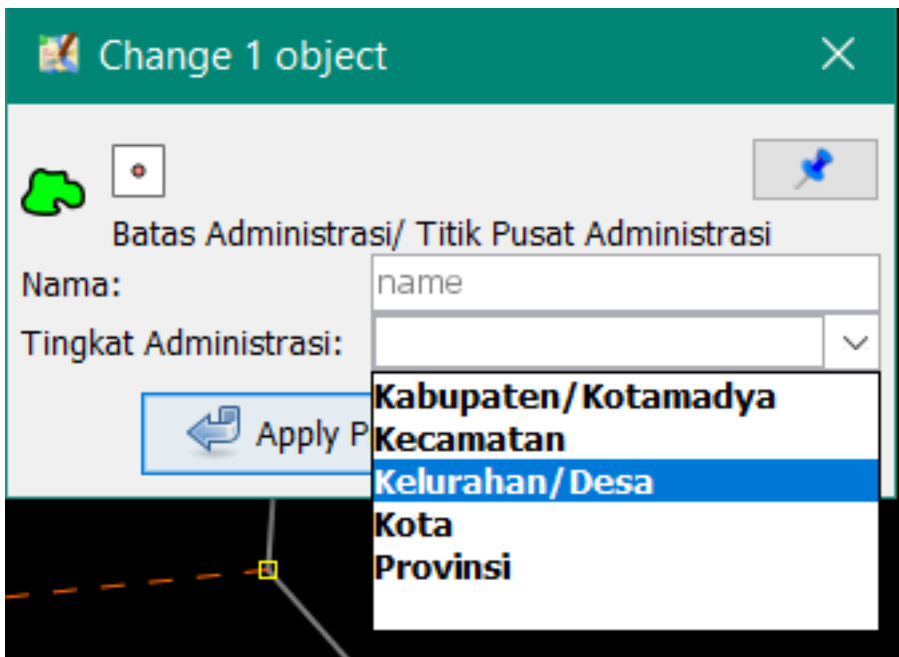 Change 1 object
Batas Administrasi/ Titik Pusat Administrasi
Nama: name
Tingkat Administrasi:
Kabupaten/Kotamadya
Kecamatan
Kelurahan/Desa
Kota
Provinsi
Apply P